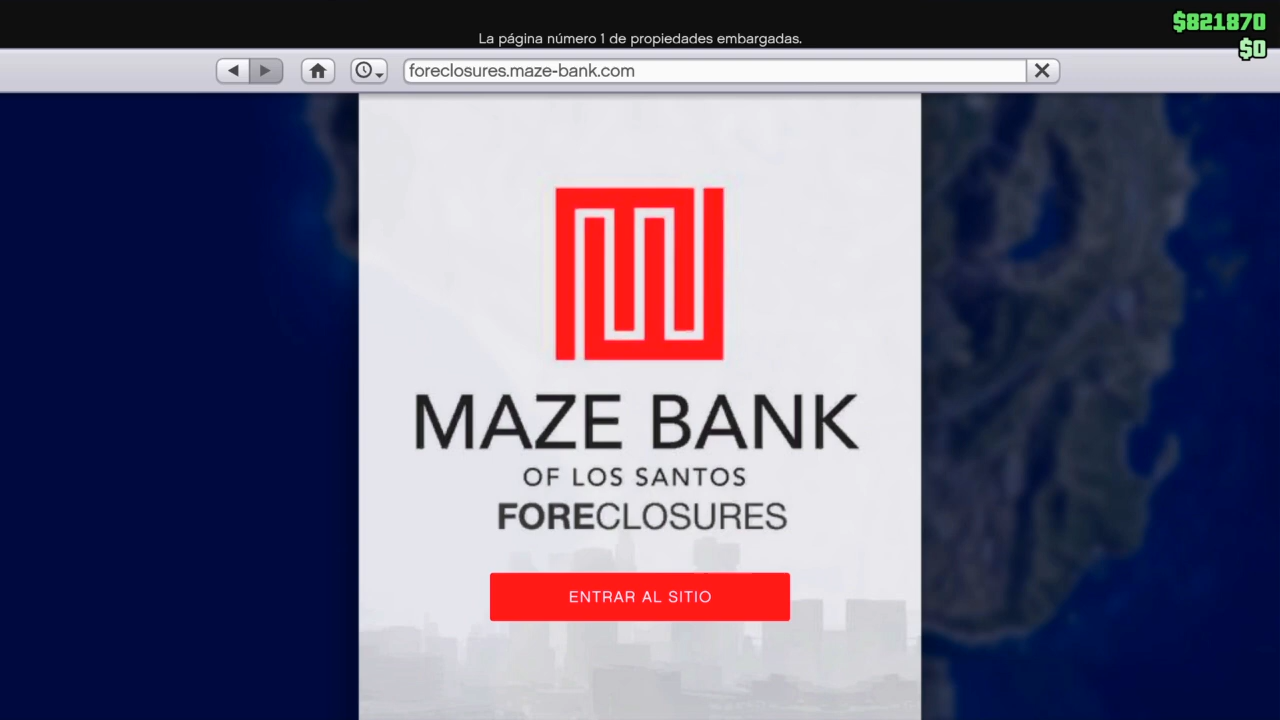 $821870
La página número 1 de propiedades embargadas.
$0
foreclosures.maze-bank.com
MAZE BANK
OF LOS SANTOS
FORECLOSURES
ENTRAR AL SITIO